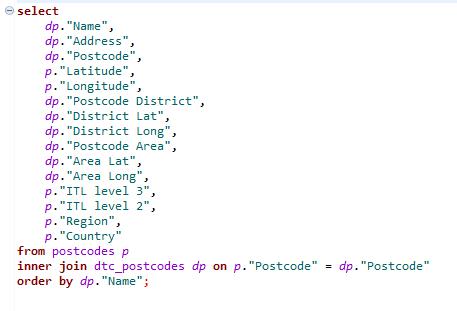 select
dp."Name",
dp."Address",
dp."Postcode",
p."Latitude",
p."Longitude",
dp."Postcode District",
dp."District Lat",
dp."District Long",
dp."Postcode Area",
dp."Area Lat",
dp."Area Long",
p."ITL level 3",
p."ITL level 2",
p."Region",
p."Country"
from postcodes p
inner join dtc_postcodes dp on p."Postcode" = dp."Postcode"
order by dp."Name";